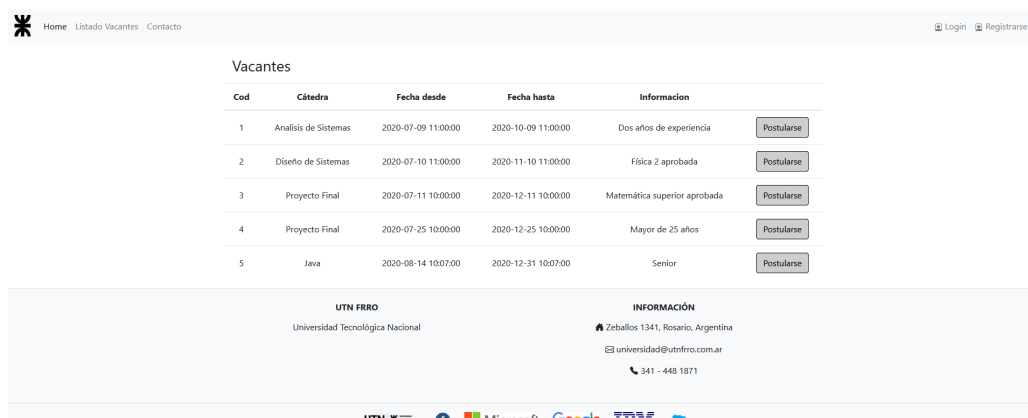 Home Listado Vacantes Contacto Login Registrarse
Vacantes
Cod Cátedra Fecha desde Fecha hasta Informacion
1 Analisis de Sistemas 2020-07-09 11:00:00 2020-10-09 11:00:00 Dos años de experiencia Postularse
2 Diseño de Sistemas 2020-07-10 11:00:00 2020-11-10 11:00:00 Física 2 aprobada Postularse
3 Proyecto Final 2020-07-11 10:00:00 2020-12-11 10:00:00 Matemática superior aprobada Postularse
4 Proyecto Final 2020-07-25 10:00:00 2020-12-25 10:00:00 Mayor de 25 años Postularse
5 Java 2020-08-14 10:07:00 2020-12-31 10:07:00 Senior Postularse
UTN FRRO INFORMACIÓN
Universidad Tecnológica Nacional Zeballos 1341, Rosario, Argentina
universidad@utnfrro.com.ar
341 - 448 1871
UTN Microsoft Google IBM